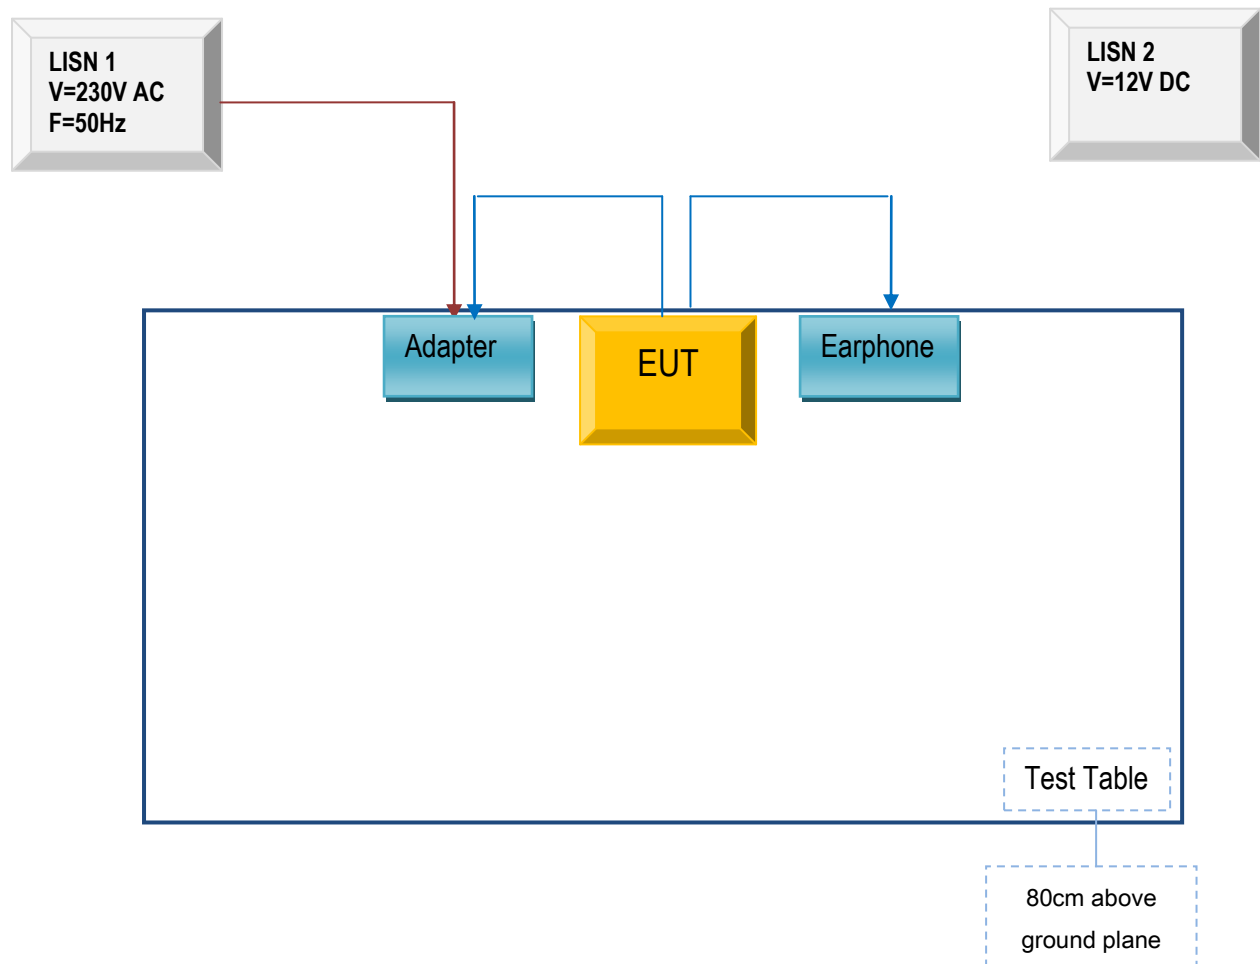 LISN 1
V=230V AC
F=50Hz
LISN 2
V=12V DC
Adapter
EUT
Earphone
Test Table
80cm above
ground plane